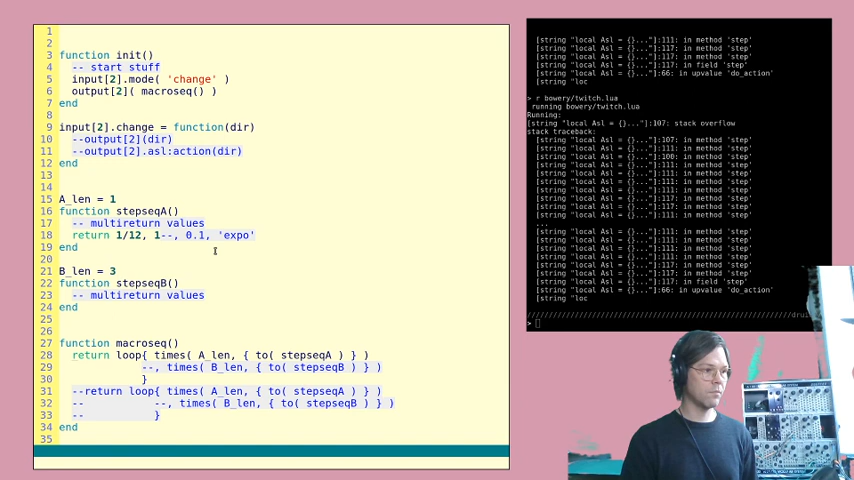 1
2
3 function init()
4   -- start stuff
5   input[2].mode( 'change' )
6   output[2]( macroseq() )
7 end
8
9 input[2].change = function(dir)
10   --output[2](dir)
11   --output[2].asl:action(dir)
12 end
13
14
15 A_len = 1
16 function stepseqA()
17   -- multireturn values
18   return 1/12, 1--, 0.1, 'expo'
19 end
20
21 B_len = 3
22 function stepseqB()
23   -- multireturn values
24 end
25
26
27 function macroseq()
28   return loop{ times( A_len, { to( stepseqA ) } )
29              --, times( B_len, { to( stepseqB ) } )
30              }
31   --return loop{ times( A_len, { to( stepseqA ) } )
32   --           --, times( B_len, { to( stepseqB ) } )
33   --           }
34 end
35
[string "local Asl = {}..."]:111: in method 'step'
[string "local Asl = {}..."]:117: in method 'step'
[string "local Asl = {}..."]:117: in field 'step'
[string "local Asl = {}..."]:66: in upvalue 'do_action'
[string "loc
> r bowery/twitch.lua
running bowery/twitch.lua
Running:
[string "local Asl = {}..."]:107: stack overflow
stack traceback:
[string "local Asl = {}..."]:107: in method 'step'
[string "local Asl = {}..."]:111: in method 'step'
[string "local Asl = {}..."]:100: in method 'step'
[string "local Asl = {}..."]:111: in method 'step'
[string "local Asl = {}..."]:111: in method 'step'
[string "local Asl = {}..."]:111: in method 'step'
[string "local Asl = {}..."]:111: in method 'step'
[string "local Asl = {}..."]:117: in method 'step'
[string "local Asl = {}..."]:117: in method 'step'
[string "local Asl = {}..."]:111: in method 'step'
...
[string "local Asl = {}..."]:111: in method 'step'
[string "local Asl = {}..."]:111: in method 'step'
[string "local Asl = {}..."]:111: in method 'step'
[string "local Asl = {}..."]:117: in method 'step'
[string "local Asl = {}..."]:117: in method 'step'
[string "local Asl = {}..."]:117: in field 'step'
[string "local Asl = {}..."]:66: in upvalue 'do_action'
[string "loc
>